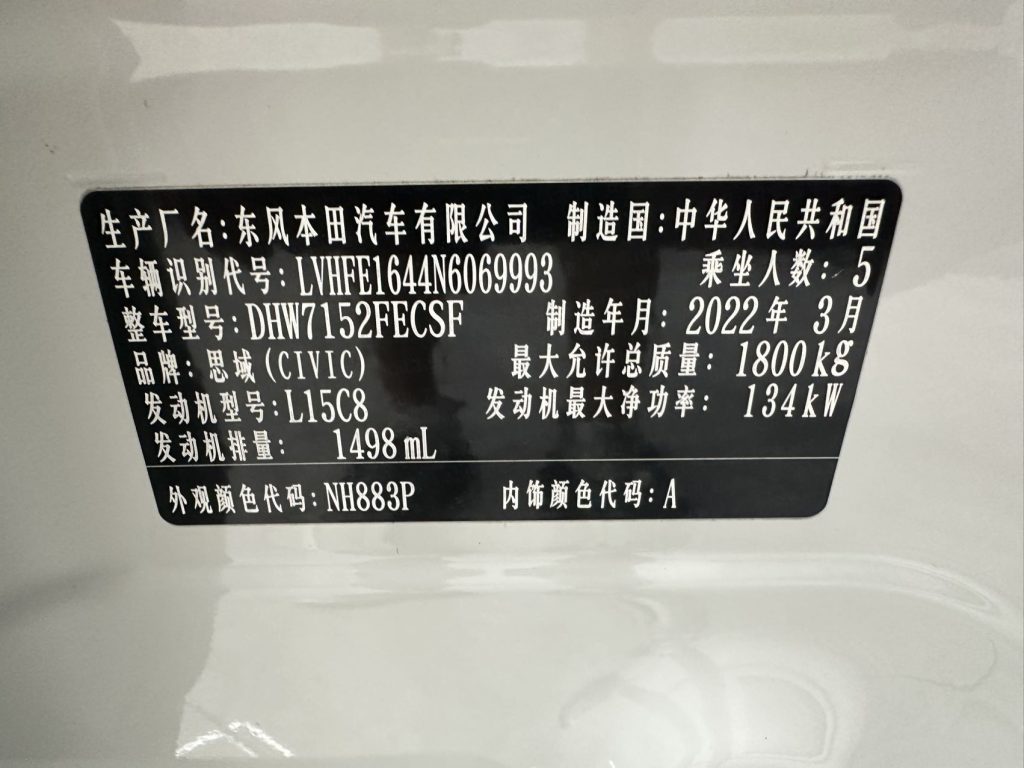 生产厂名:东风本田汽车有限公司 制造国:中华人民共和国
车辆识别代号:LVHFE1644N6069993 乘坐人数: 5
整车型号:DHW7152FECSF 制造年月: 2022年 3月
品牌:思域(CIVIC) 最大允许总质量: 1800kg
发动机型号:L15C8 发动机最大净功率: 134kW
发动机排量: 1498mL
外观颜色代码:NH883P 内饰颜色代码:A